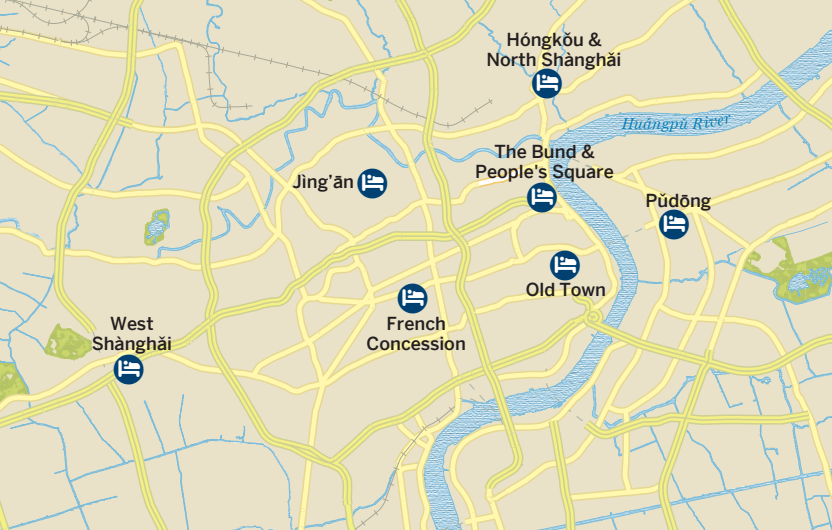 Hóngkǒu &
North Shànghǎi
Huángpǔ River
The Bund &
People's Square
Jìng’ān
Pǔdōng
Old Town
West
Shànghǎi
French
Concession